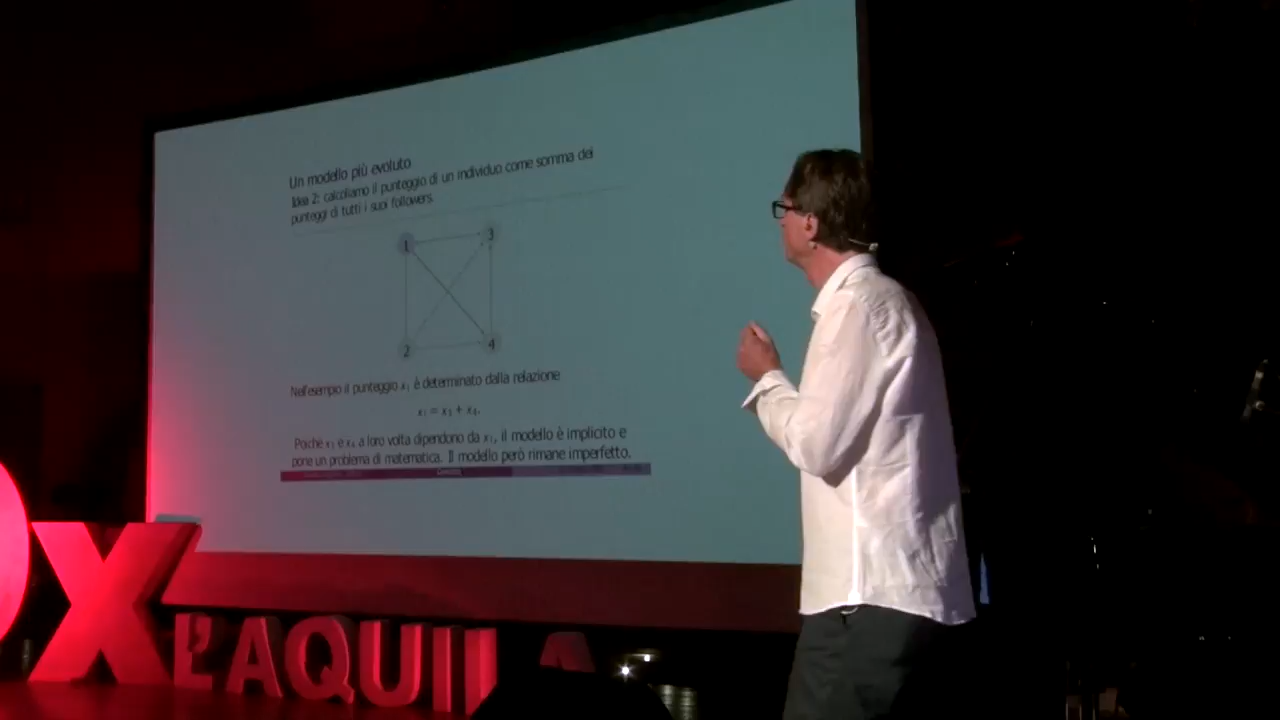 Un modello più evoluto
Idea 2: calcoliamo il punteggio di un individuo come somma dei
punteggi di tutti i suoi followers.
1 3
2 4
Nell'esempio il punteggio x₁ è determinato dalla relazione
x₁ = x₃ + x₄.
Poiché x₃ e x₄ a loro volta dipendono da x₁, il modello è implicito e
pone un problema di matematica. Il modello però rimane imperfetto.
x
L'AQUILA